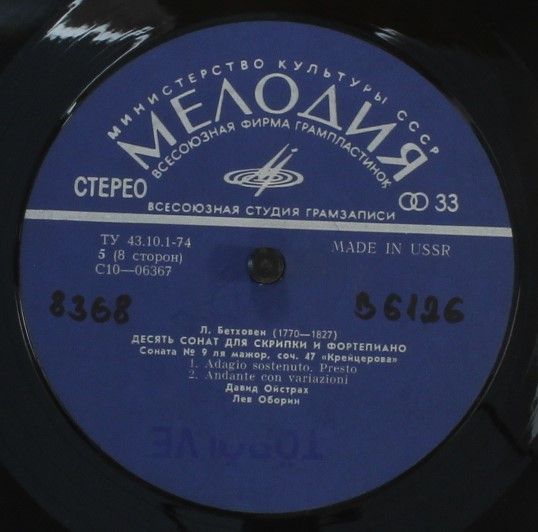 МИНИСТЕРСТВО КУЛЬТУРЫ СССР
МЕЛОДИЯ
ВСЕСОЮЗНАЯ ФИРМА ГРАМПЛАСТИНОК
СТЕРЕО
33
ВСЕСОЮЗНАЯ СТУДИЯ ГРАМЗАПИСИ
ТУ 43.10.1-74
5 (8 сторон)
С10—06367
MADE IN USSR
8368
В6126
Л. Бетховен (1770—1827)
ДЕСЯТЬ СОНАТ ДЛЯ СКРИПКИ И ФОРТЕПИАНО
Соната № 9 ля мажор, соч. 47 «Крейцерова»
1. Adagio sostenuto. Presto
2. Andante con variazioni
Давид Ойстрах
Лев Оборин